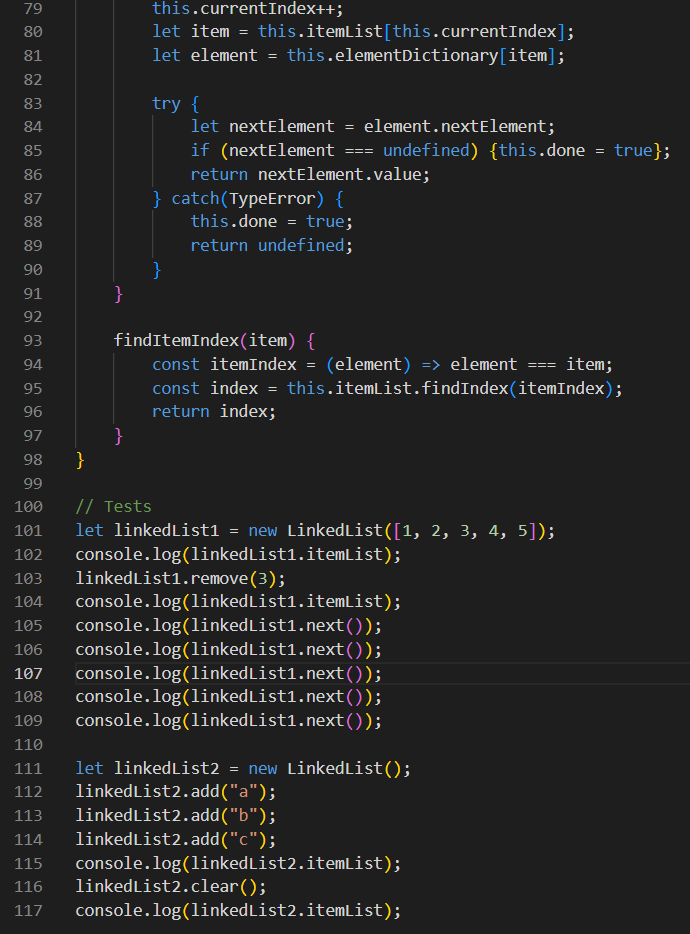 79 this.currentIndex++;
80 let item = this.itemList[this.currentIndex];
81 let element = this.elementDictionary[item];
82
83 try {
84 let nextElement = element.nextElement;
85 if (nextElement === undefined) {this.done = true};
86 return nextElement.value;
87 } catch(TypeError) {
88 this.done = true;
89 return undefined;
90 }
91 }
92
93 findItemIndex(item) {
94 const itemIndex = (element) => element === item;
95 const index = this.itemList.findIndex(itemIndex);
96 return index;
97 }
98 }
99
100 // Tests
101 let linkedList1 = new LinkedList([1, 2, 3, 4, 5]);
102 console.log(linkedList1.itemList);
103 linkedList1.remove(3);
104 console.log(linkedList1.itemList);
105 console.log(linkedList1.next());
106 console.log(linkedList1.next());
107 console.log(linkedList1.next());
108 console.log(linkedList1.next());
109 console.log(linkedList1.next());
110
111 let linkedList2 = new LinkedList();
112 linkedList2.add("a");
113 linkedList2.add("b");
114 linkedList2.add("c");
115 console.log(linkedList2.itemList);
116 linkedList2.clear();
117 console.log(linkedList2.itemList);